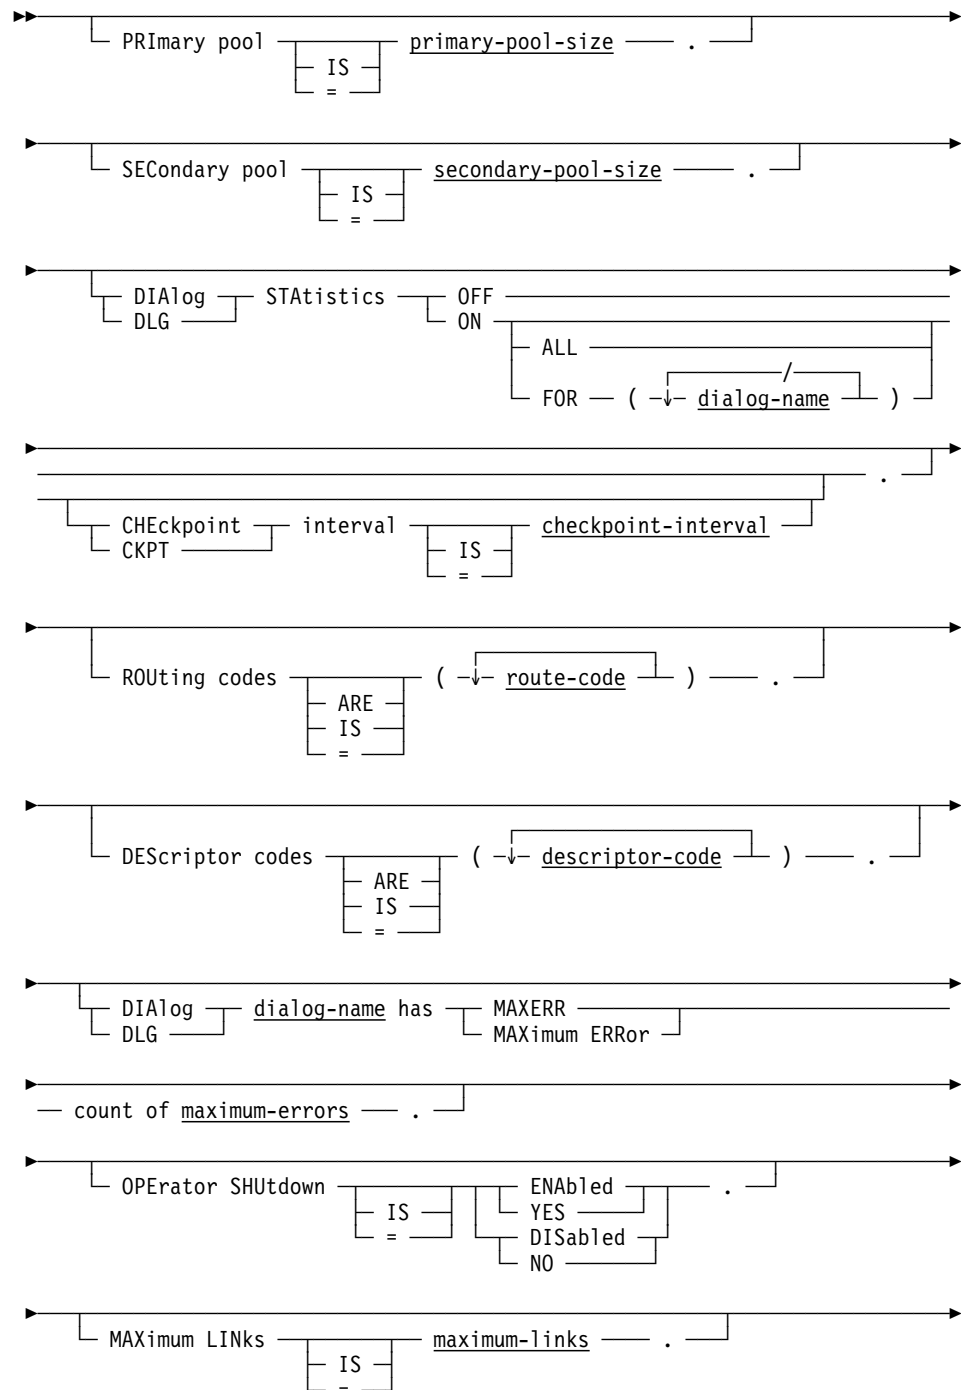 PRImary pool primary-pool-size .
IS
=
SECondary pool secondary-pool-size .
IS
=
DIAlog STAtistics OFF
DLG ON
ALL
/
FOR ( dialog-name )
.
CHEckpoint interval checkpoint-interval
CKPT IS
=
ROUting codes ( route-code ) .
ARE
IS
=
DEScriptor codes ( descriptor-code ) .
ARE
IS
=
DIAlog dialog-name has MAXERR
DLG MAXimum ERRor
count of maximum-errors .
OPErator SHUtdown ENAbled .
IS YES
= DISabled
NO
MAXimum LINks maximum-links .
IS
=